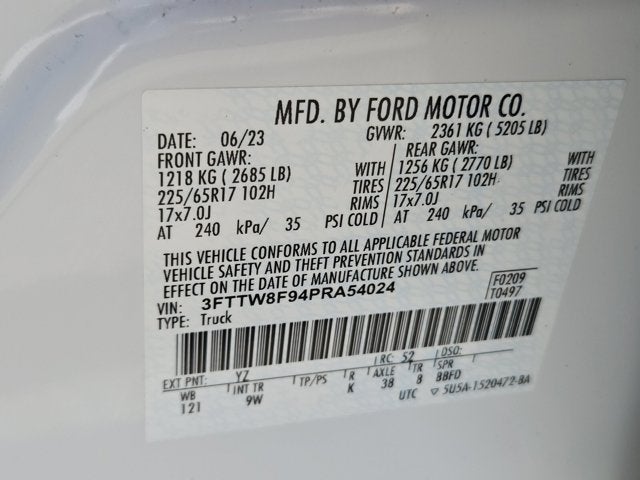 MFD. BY FORD MOTOR CO.
DATE: 06/23 GVWR: 2361 KG ( 5205 LB)
FRONT GAWR: REAR GAWR:
1218 KG ( 2685 LB) WITH 1256 KG ( 2770 LB) WITH
225/65R17 102H TIRES 225/65R17 102H TIRES
17x7.0J RIMS 17x7.0J RIMS
AT 240 kPa/ 35 PSI COLD AT 240 kPa/ 35 PSI COLD
THIS VEHICLE CONFORMS TO ALL APPLICABLE FEDERAL MOTOR
VEHICLE SAFETY AND THEFT PREVENTION STANDARDS IN
EFFECT ON THE DATE OF MANUFACTURE SHOWN ABOVE.
VIN: 3FTTW8F94PRA54024 F0209
TYPE: Truck T0497
EXT PNT: YZ RC: 52 DSO:
WB INT TR TP/PS R AXLE TR SPR
121 9W K 38 8 BBFD
UTC ▽ 5U5A-1520472-BA